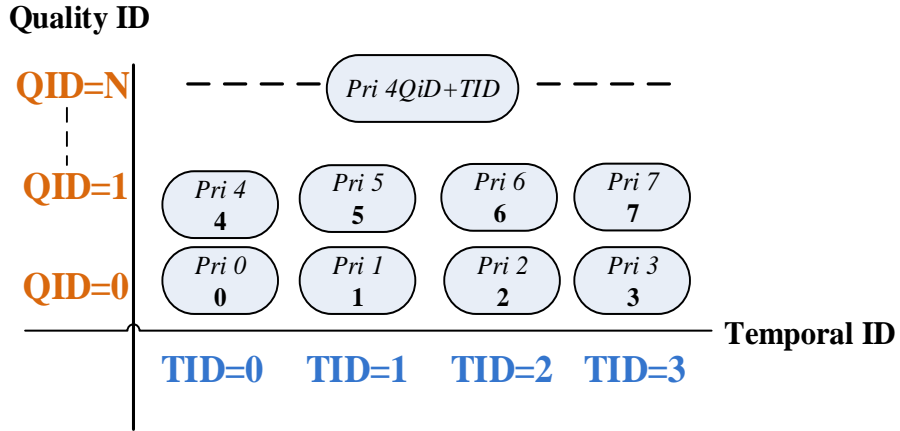 Quality ID
QID=N
Pri 4QiD+TID
QID=1
Pri 4
4
Pri 5
5
Pri 6
6
Pri 7
7
QID=0
Pri 0
0
Pri 1
1
Pri 2
2
Pri 3
3
Temporal ID
TID=0 TID=1 TID=2 TID=3